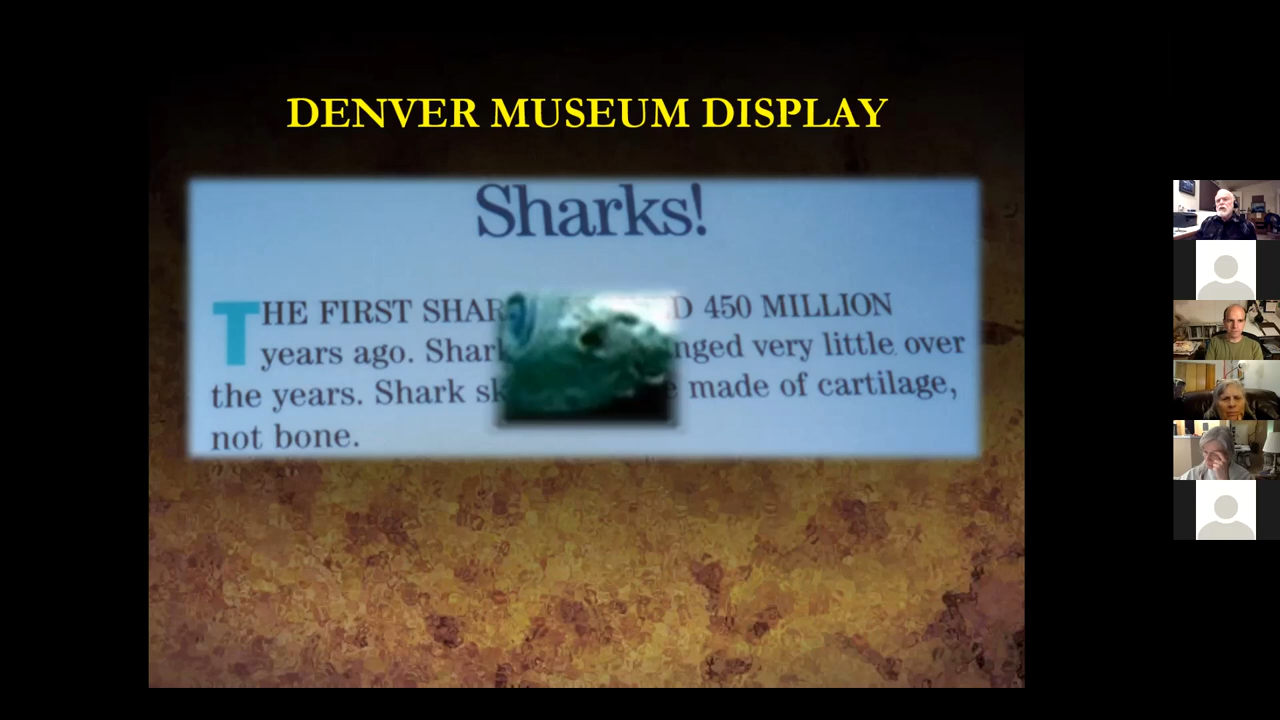 DENVER MUSEUM DISPLAY
Sharks!
THE FIRST SHAR D 450 MILLION
years ago. Shar nged very little over
the years. Shark sk made of cartilage,
not bone.